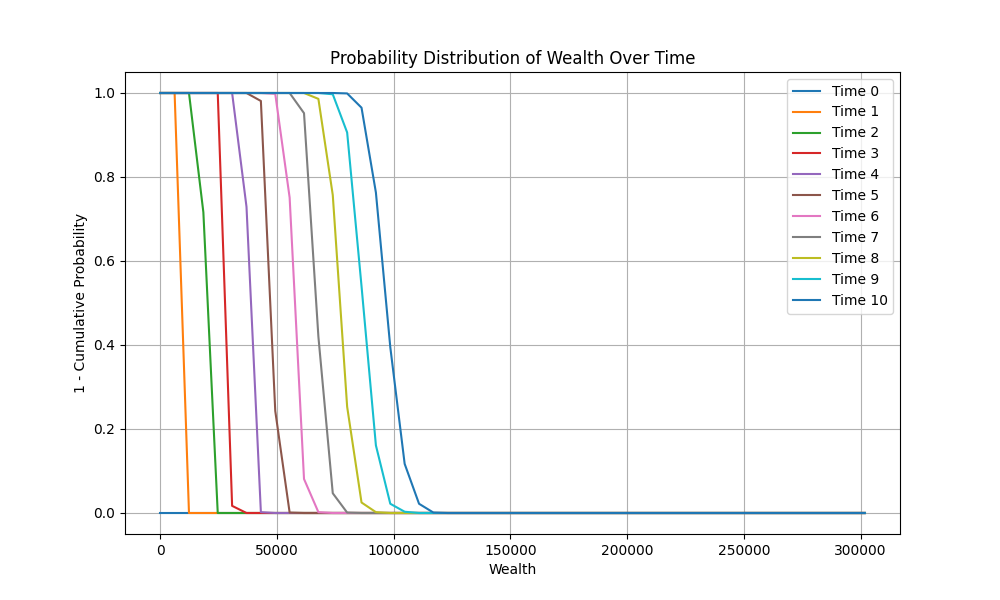 Probability Distribution of Wealth Over Time
1.0
0.8
0.6
0.4
0.2
0.0
1 - Cumulative Probability
0 50000 100000 150000 200000 250000 300000
Wealth
Time 0
Time 1
Time 2
Time 3
Time 4
Time 5
Time 6
Time 7
Time 8
Time 9
Time 10